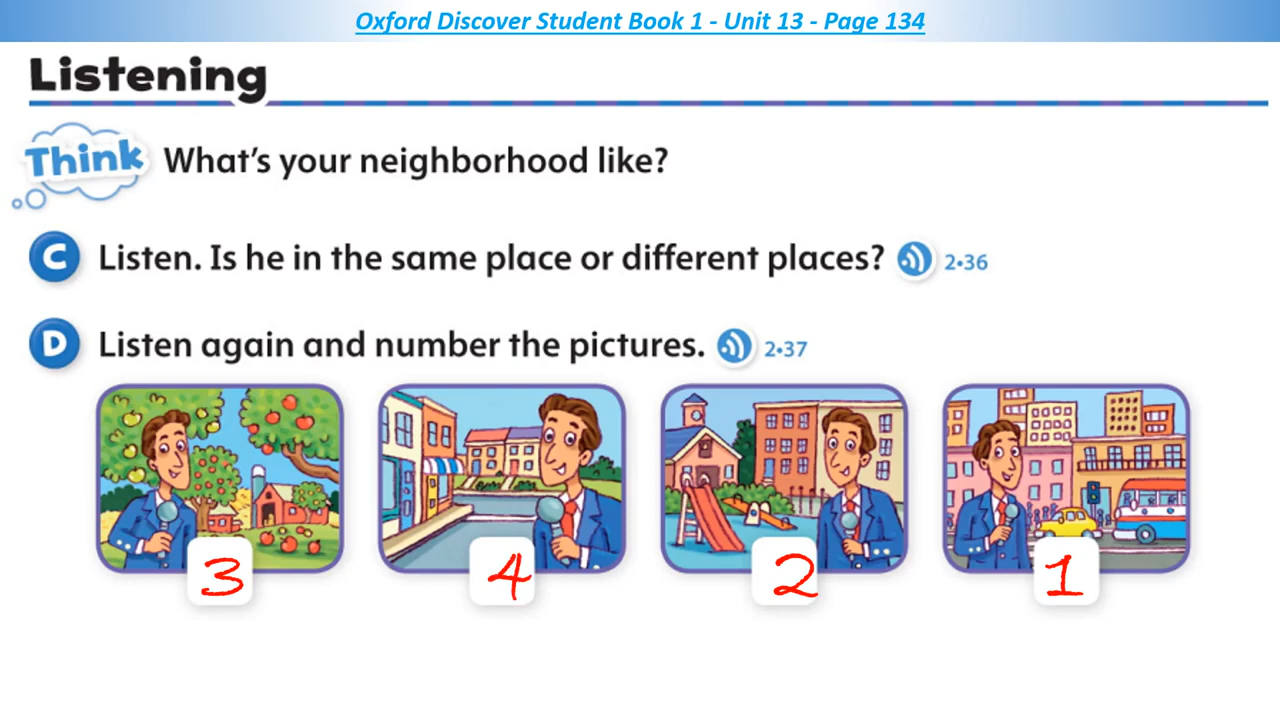 Oxford Discover Student Book 1 - Unit 13 - Page 134
Listening
Think What's your neighborhood like?
C Listen. Is he in the same place or different places? 2•36
D Listen again and number the pictures. 2•37
3 4 2 1